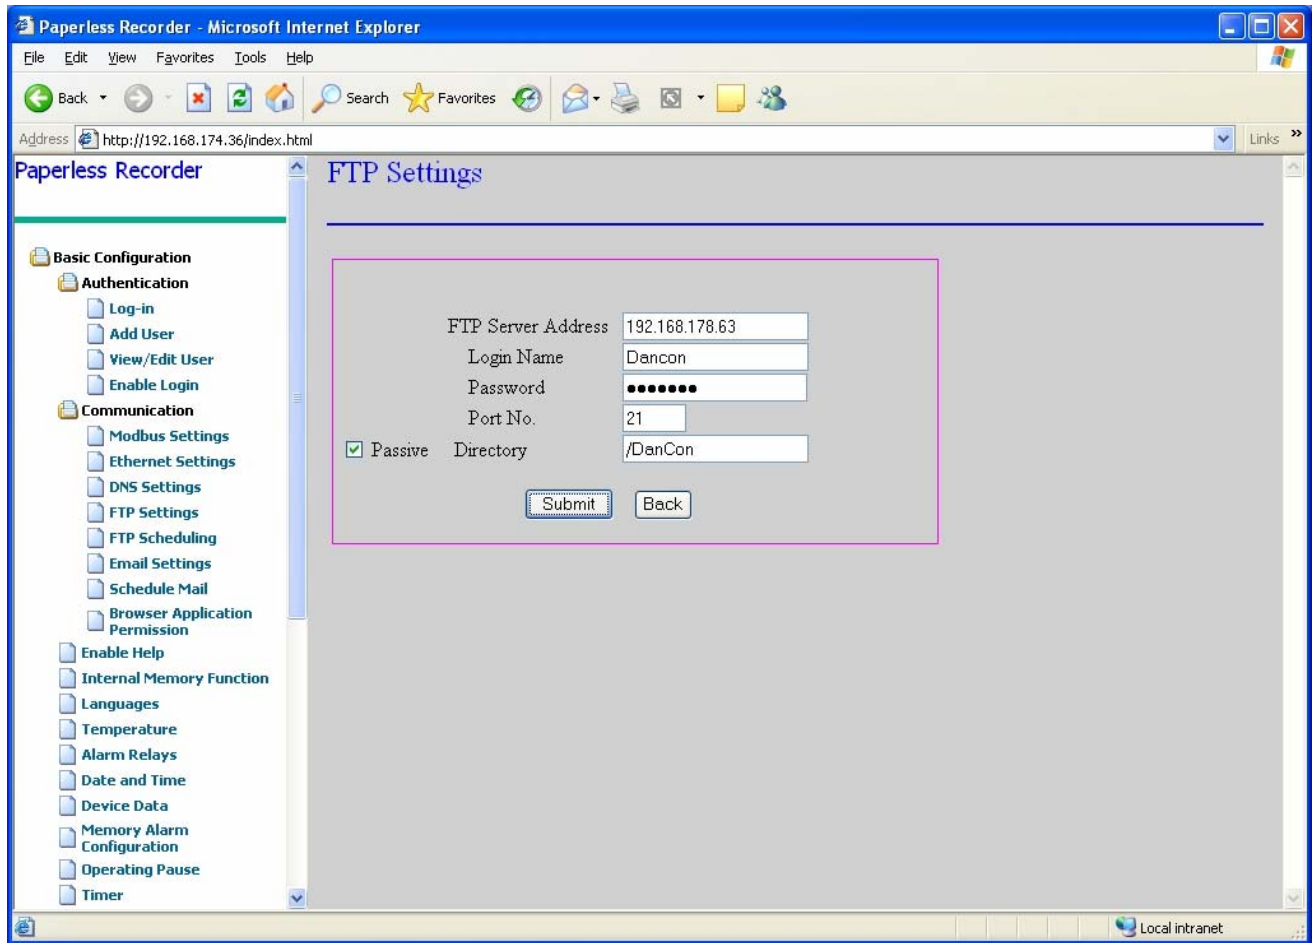 Paperless Recorder - Microsoft Internet Explorer
File Edit View Favorites Tools Help
Back Search Favorites
Address http://192.168.174.36/index.html Links »
Paperless Recorder
Basic Configuration
Authentication
Log-in
Add User
View/Edit User
Enable Login
Communication
Modbus Settings
Ethernet Settings
DNS Settings
FTP Settings
FTP Scheduling
Email Settings
Schedule Mail
Browser Application
Permission
Enable Help
Internal Memory Function
Languages
Temperature
Alarm Relays
Date and Time
Device Data
Memory Alarm
Configuration
Operating Pause
Timer
FTP Settings
FTP Server Address 192.168.178.63
Login Name Dancon
Password •••••••
Port No. 21
Passive Directory /DanCon
Submit Back
Local intranet